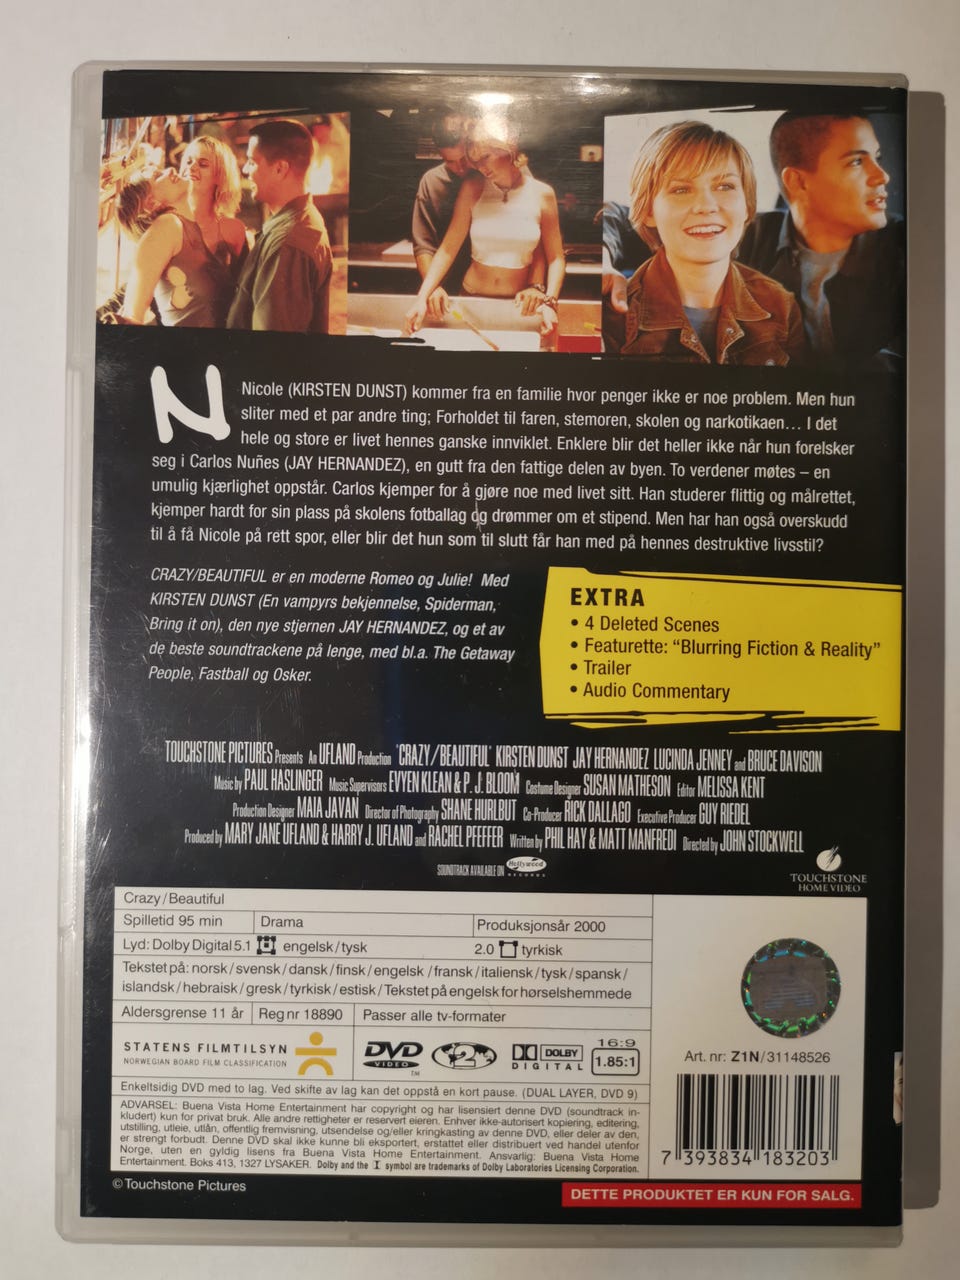 Nicole (KIRSTEN DUNST) kommer fra en familie hvor penger ikke er noe problem. Men hun
sliter med et par andre ting; Forholdet til faren, stemoren, skolen og narkotikaen... I det
hele og store er livet hennes ganske innviklet. Enklere blir det heller ikke når hun forelsker
seg i Carlos Nuñes (JAY HERNANDEZ), en gutt fra den fattige delen av byen. To verdener møtes – en
umulig kjærlighet oppstår. Carlos kjemper for å gjøre noe med livet sitt. Han studerer flittig og målrettet,
kjemper hardt for sin plass på skolens fotballag og drømmer om et stipend. Men har han også overskudd
til å få Nicole på rett spor, eller blir det hun som til slutt får han med på hennes destruktive livsstil?
CRAZY/BEAUTIFUL er en moderne Romeo og Julie! Med
KIRSTEN DUNST (En vampyrs bekjennelse, Spiderman,
Bring it on), den nye stjernen JAY HERNANDEZ, og et av
de beste soundtrackene på lenge, med bl.a. The Getaway
People, Fastball og Osker.
EXTRA
• 4 Deleted Scenes
• Featurette: “Blurring Fiction & Reality”
• Trailer
• Audio Commentary
TOUCHSTONE PICTURES Presents An UFLAND Production 'CRAZY/BEAUTIFUL' KIRSTEN DUNST JAY HERNANDEZ LUCINDA JENNEY and BRUCE DAVISON
Music by PAUL HASLINGER Music Supervisors EVYEN KLEAN & P. J. BLOOM Costume Designer SUSAN MATHESON Editor MELISSA KENT
Production Designer MAIA JAVAN Director of Photography SHANE HURLBUT Co-Producer RICK DALLAGO Executive Producer GUY RIEDEL
Produced by MARY JANE UFLAND & HARRY J. UFLAND and RACHEL PFEFFER Written by PHIL HAY & MATT MANFREDI Directed by JOHN STOCKWELL
SOUNDTRACK AVAILABLE ON Hollywood RECORDS
TOUCHSTONE
HOME VIDEO
Crazy/Beautiful
Spilletid 95 min Drama Produksjonsår 2000
Lyd: Dolby Digital 5.1 engelsk/tysk 2.0 tyrkisk
Tekstet på: norsk/svensk/dansk/finsk/engelsk/fransk/italiensk/tysk/spansk/
islandsk/hebraisk/gresk/tyrkisk/estisk/Tekstet på engelsk for hørselshemmede
Aldersgrense 11 år Reg nr 18890 Passer alle tv-formater
STATENS FILMTILSYN
NORWEGIAN BOARD FILM CLASSIFICATION
DVD VIDEO TM 2 DOLBY DIGITAL 16:9 1.85:1
Enkeltsidig DVD med to lag. Ved skifte av lag kan det oppstå en kort pause. (DUAL LAYER, DVD 9)
ADVARSEL: Buena Vista Home Entertainment har copyright og har lisensiert denne DVD (soundtrack in-
kludert) kun for privat bruk. Alle andre rettigheter er reservert eieren. Enhver ikke-autorisert kopiering, editering,
utstilling, utleie, utlån, offentlig fremvisning, utsendelse og/eller kringkasting av denne DVD, eller deler av den,
er strengt forbudt. Denne DVD skal ikke kunne bli eksportert, erstattet eller distribuert ved handel utenfor
Norge, uten en gyldig lisens fra Buena Vista Home Entertainment. Ansvarlig: Buena Vista Home
Entertainment. Boks 413, 1327 LYSAKER. Dolby and the symbol are trademarks of Dolby Laboratories Licensing Corporation.
Art. nr: Z1N/31148526
7 393834 183203
© Touchstone Pictures
DETTE PRODUKTET ER KUN FOR SALG.